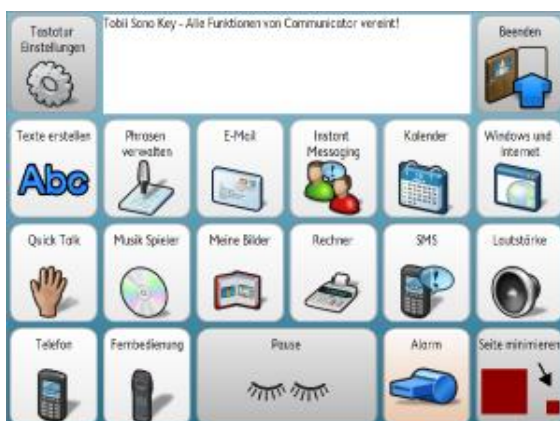 Tastatur
Einstellungen
Tobii Sono Key - Alle Funktionen von Communicator vereint!
Beenden
Texte erstellen
Abc
Phrasen
verwalten
E-Mail
Instant
Messaging
Kalender
Windows und
Internet
Quick Talk
Musik Spieler
Meine Bilder
Rechner
SMS
Lautstärke
Telefon
Fernbedienung
Pause
Alarm
Seite minimieren